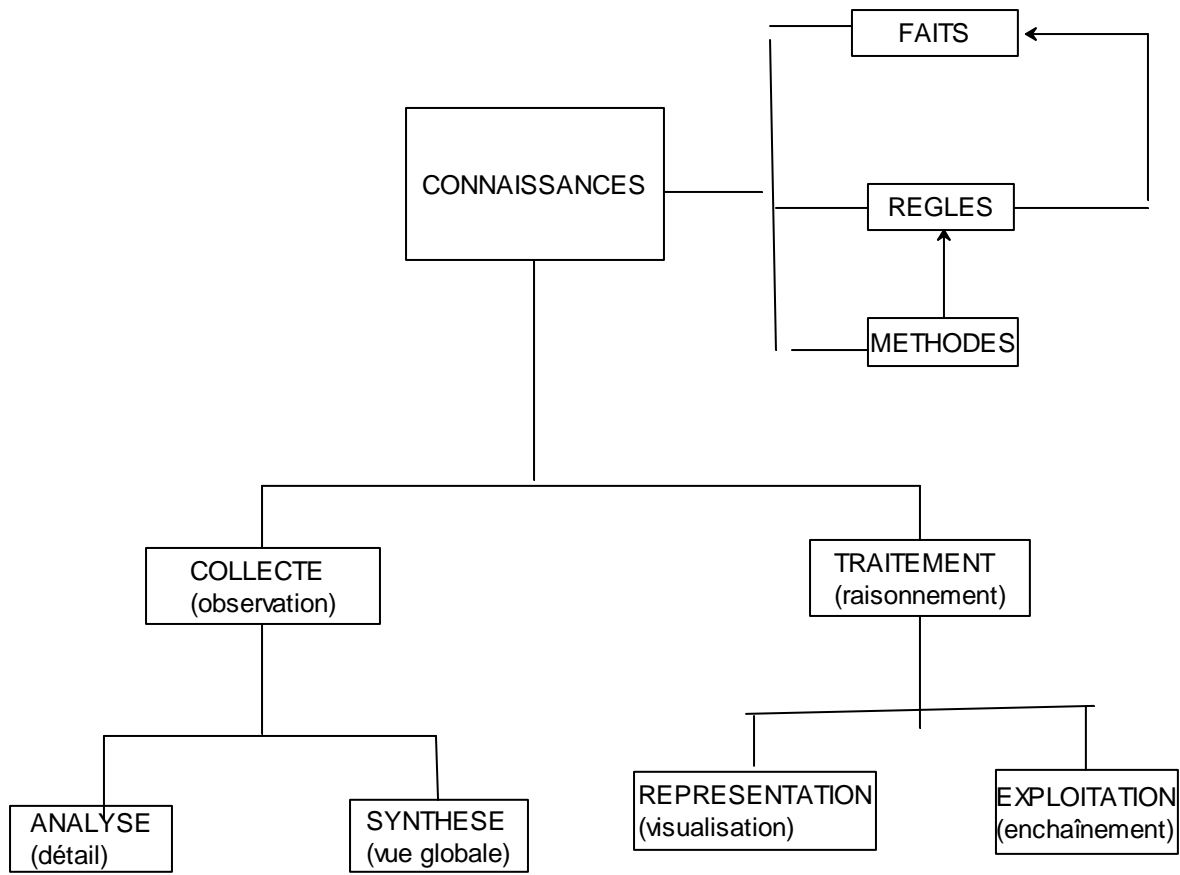 FAITS
CONNAISSANCES
REGLES
METHODES
COLLECTE
(observation)
TRAITEMENT
(raisonnement)
ANALYSE
(détail)
SYNTHESE
(vue globale)
REPRESENTATION
(visualisation)
EXPLOITATION
(enchaînement)